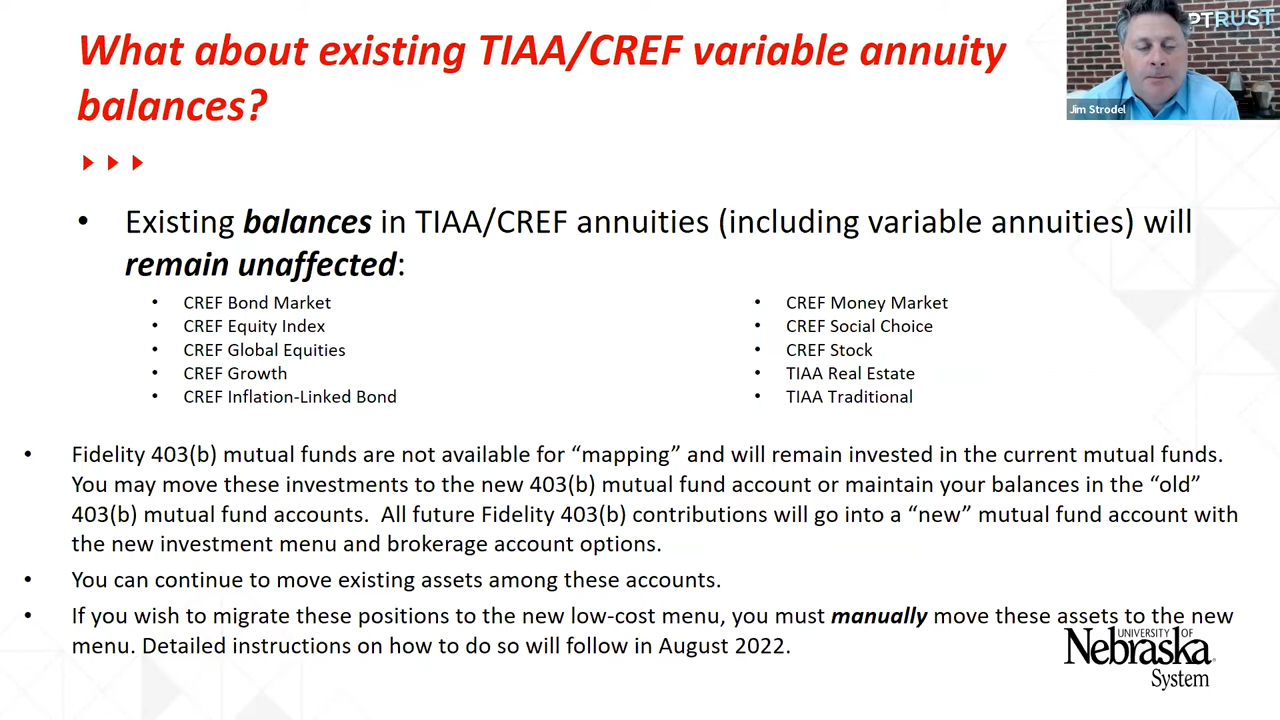 What about existing TIAA/CREF variable annuity
balances?
PTRUST
Jim Strodel
• Existing balances in TIAA/CREF annuities (including variable annuities) will
remain unaffected:
• CREF Bond Market
• CREF Equity Index
• CREF Global Equities
• CREF Growth
• CREF Inflation-Linked Bond
• CREF Money Market
• CREF Social Choice
• CREF Stock
• TIAA Real Estate
• TIAA Traditional
• Fidelity 403(b) mutual funds are not available for “mapping” and will remain invested in the current mutual funds.
You may move these investments to the new 403(b) mutual fund account or maintain your balances in the “old”
403(b) mutual fund accounts.  All future Fidelity 403(b) contributions will go into a “new” mutual fund account with
the new investment menu and brokerage account options.
• You can continue to move existing assets among these accounts.
• If you wish to migrate these positions to the new low-cost menu, you must manually move these assets to the new
menu. Detailed instructions on how to do so will follow in August 2022.
UNIVERSITY OF
Nebraska
System